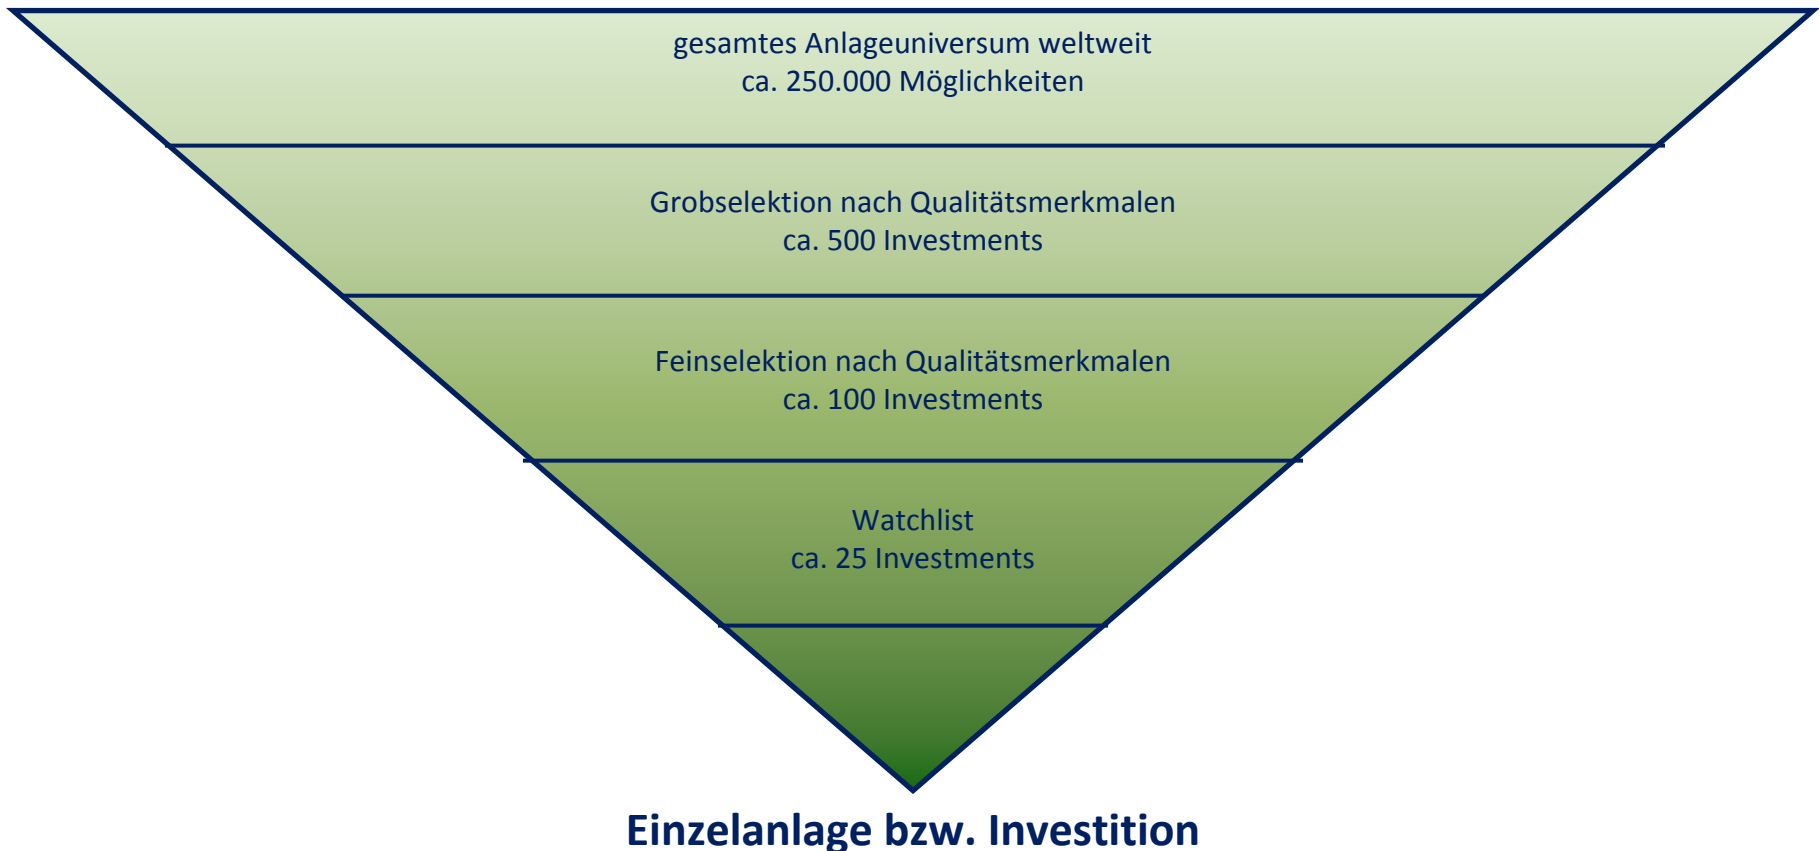 gesamtes Anlageuniversum weltweit
ca. 250.000 Möglichkeiten
Grobselektion nach Qualitätsmerkmalen
ca. 500 Investments
Feinselektion nach Qualitätsmerkmalen
ca. 100 Investments
Watchlist
ca. 25 Investments
Einzelanlage bzw. Investition